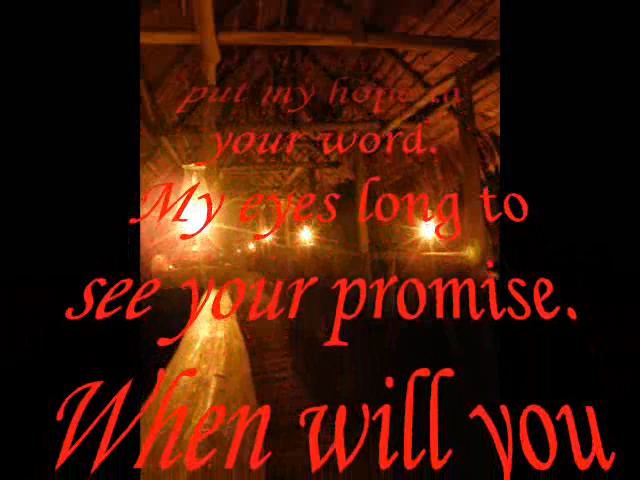 put my hope in
your word.
My eyes long to
see your promise.
When will you